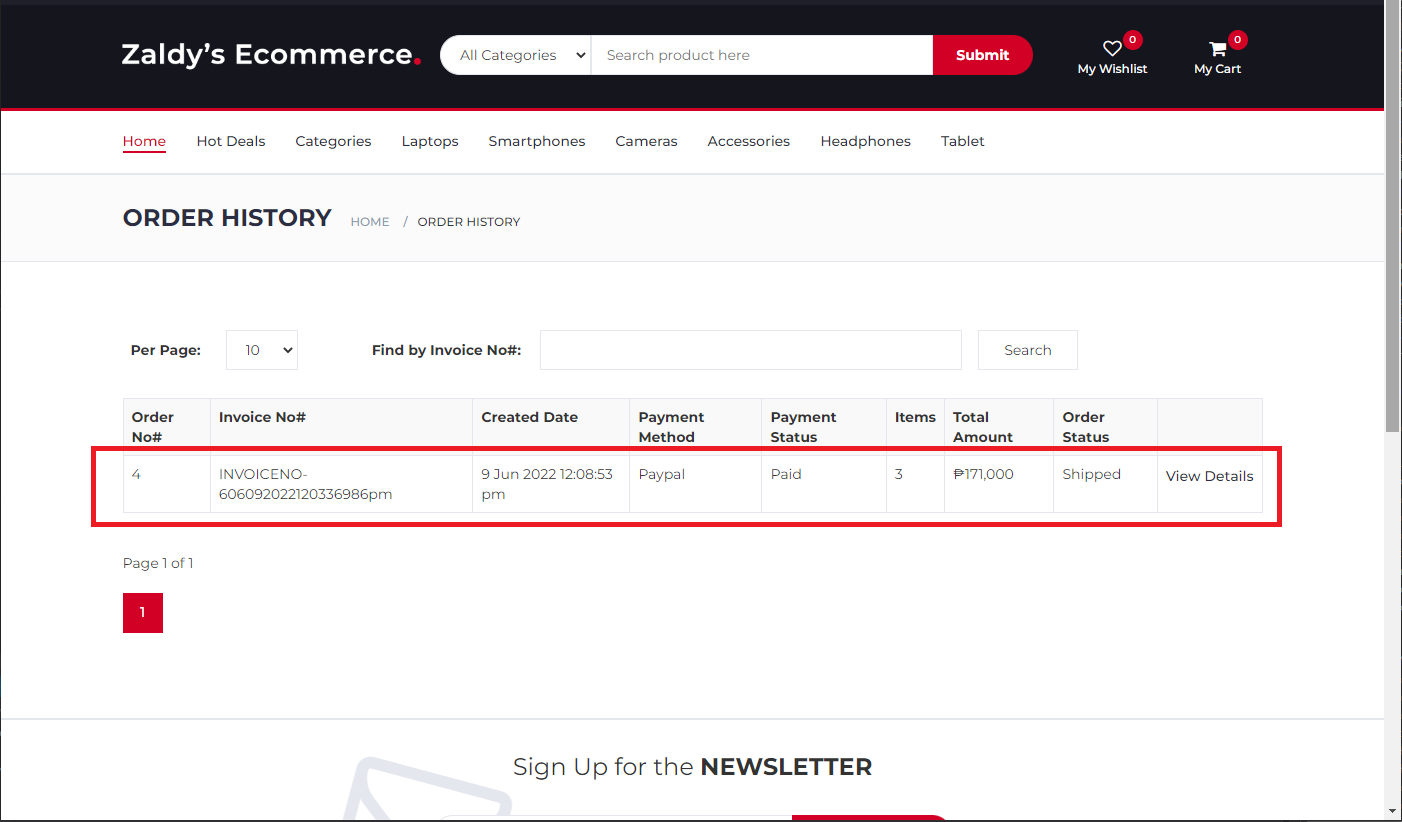 Zaldy's Ecommerce.
All Categories
Search product here
Submit
0
My Wishlist
0
My Cart
Home
Hot Deals
Categories
Laptops
Smartphones
Cameras
Accessories
Headphones
Tablet
ORDER HISTORY
HOME / ORDER HISTORY
Per Page:
10
Find by Invoice No#:
Search
Order
No#
Invoice No#
Created Date
Payment
Method
Payment
Status
Items
Total
Amount
Order
Status
4
INVOICENO-
606092022120336986pm
9 Jun 2022 12:08:53
pm
Paypal
Paid
3
₱171,000
Shipped
View Details
Page 1 of 1
1
Sign Up for the NEWSLETTER